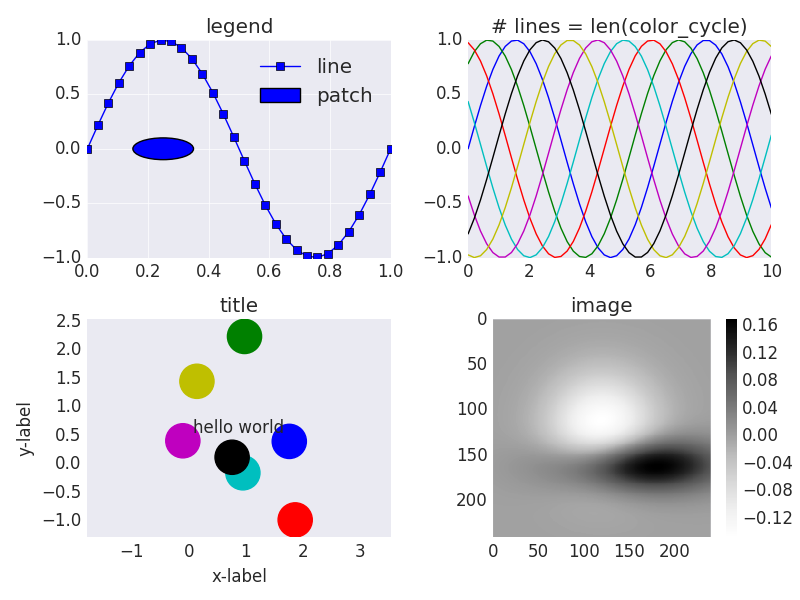 legend
# lines = len(color_cycle)
1.0
0.5
0.0
−0.5
−1.0
0.0 0.2 0.4 0.6 0.8 1.0
line
patch
1.0
0.5
0.0
−0.5
−1.0
0 2 4 6 8 10
title
image
y-label
2.5
2.0
1.5
1.0
0.5
0.0
−0.5
−1.0
hello world
−1 0 1 2 3
x-label
0
50
100
150
200
0 50 100 150 200
0.16
0.12
0.08
0.04
0.00
−0.04
−0.08
−0.12